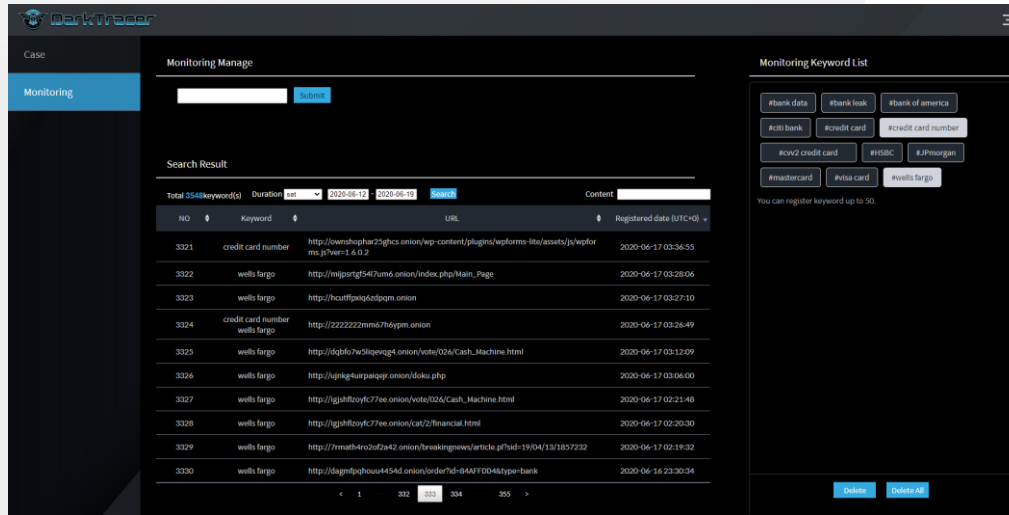 DarkTracer
Case
Monitoring
Monitoring Manage
Submit
Search Result
Total 3548keyword(s) Duration set 2020-06-12 ~ 2020-06-19 Search Content
NO Keyword URL Registered date (UTC+0)
3321 credit card number http://ownshophar25ghcs.onion/wp-content/plugins/wpforms-lite/assets/js/wpfor
ms.js?ver=1.6.0.2 2020-06-17 03:36:55
3322 wells fargo http://mijpsrtgf54l7um6.onion/index.php/Main_Page 2020-06-17 03:28:06
3323 wells fargo http://hcutffpxiq6zdpqm.onion 2020-06-17 03:27:10
3324 credit card number
wells fargo http://2222222mm67h6ypm.onion 2020-06-17 03:26:49
3325 wells fargo http://dqbfo7w5liqevqg4.onion/vote/026/Cash_Machine.html 2020-06-17 03:12:09
3326 wells fargo http://ujnkg4uirpaiqejr.onion/doku.php 2020-06-17 03:06:00
3327 wells fargo http://igjshflzoyfc77ee.onion/vote/026/Cash_Machine.html 2020-06-17 02:21:48
3328 wells fargo http://igjshflzoyfc77ee.onion/cat/2/financial.html 2020-06-17 02:20:30
3329 wells fargo http://7rmath4ro2of2a42.onion/breakingnews/article.pl?sid=19/04/13/1857232 2020-06-17 02:19:32
3330 wells fargo http://dagmfpqhouu4454d.onion/order?id=84AFFDD4&type=bank 2020-06-16 23:30:34
< 1 ... 332 333 334 ... 355 >
Monitoring Keyword List
#bank data #bank leak #bank of america
#citi bank #credit card #credit card number
#cvv2 credit card #HSBC #JPmorgan
#mastercard #visa card #wells fargo
You can register keyword up to 50.
Delete Delete All